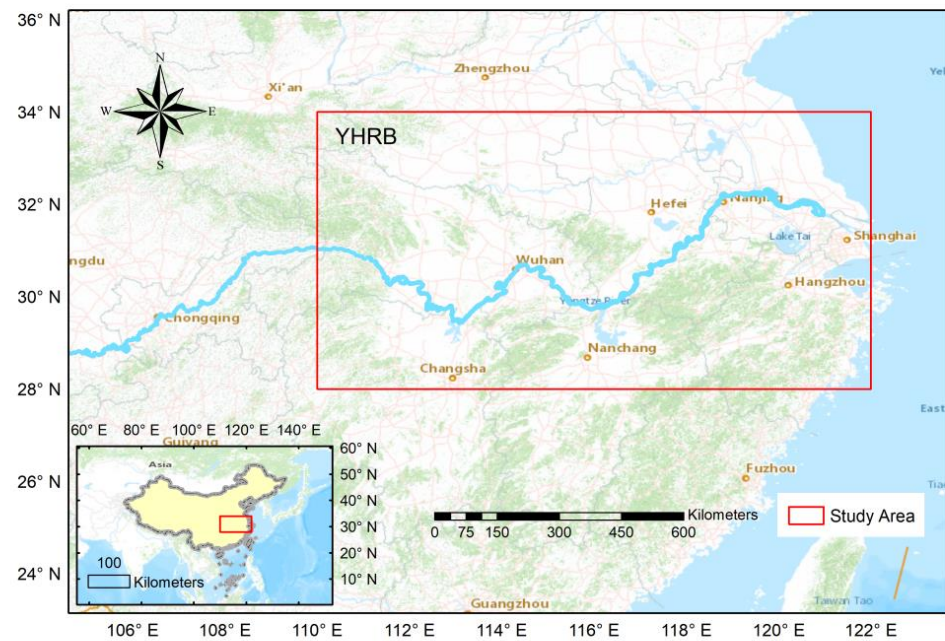 36° N
34° N
32° N
30° N
28° N
26° N
24° N
N
W
E
S
Zhengzhou
Xi'an
YHRB
Hefei
Nanjing
Lake Tai
Shanghai
Wuhan
Hangzhou
Yangtze River
Chongqing
Nanchang
Changsha
Guiyang
Fuzhou
Guangzhou
Taiwan Tao
60° E 80° E 100° E 120° E 140° E
60° N
50° N
40° N
30° N
20° N
10° N
Asia
100
Kilometers
Kilometers
0 75 150 300 450 600
Study Area
106° E 108° E 110° E 112° E 114° E 116° E 118° E 120° E 122° E